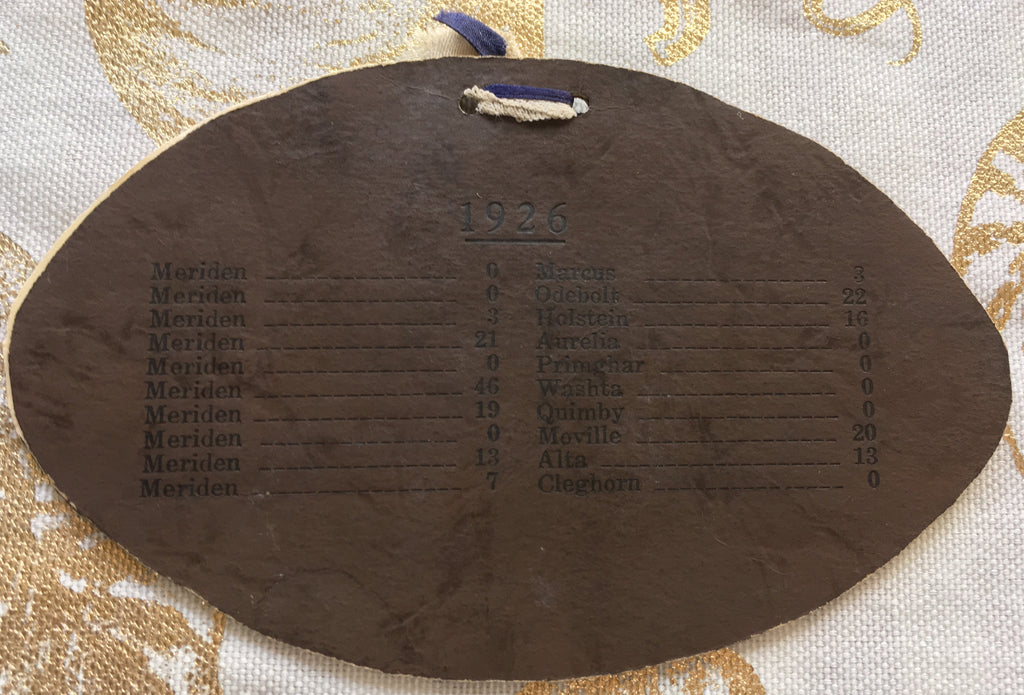 1926
Meriden 0 Marcus 3
Meriden 0 Odebolt 22
Meriden 3 Holstein 16
Meriden 21 Aurelia 0
Meriden 0 Primghar 0
Meriden 46 Washta 0
Meriden 19 Quimby 0
Meriden 0 Moville 20
Meriden 13 Alta 13
Meriden 7 Cleghorn 0